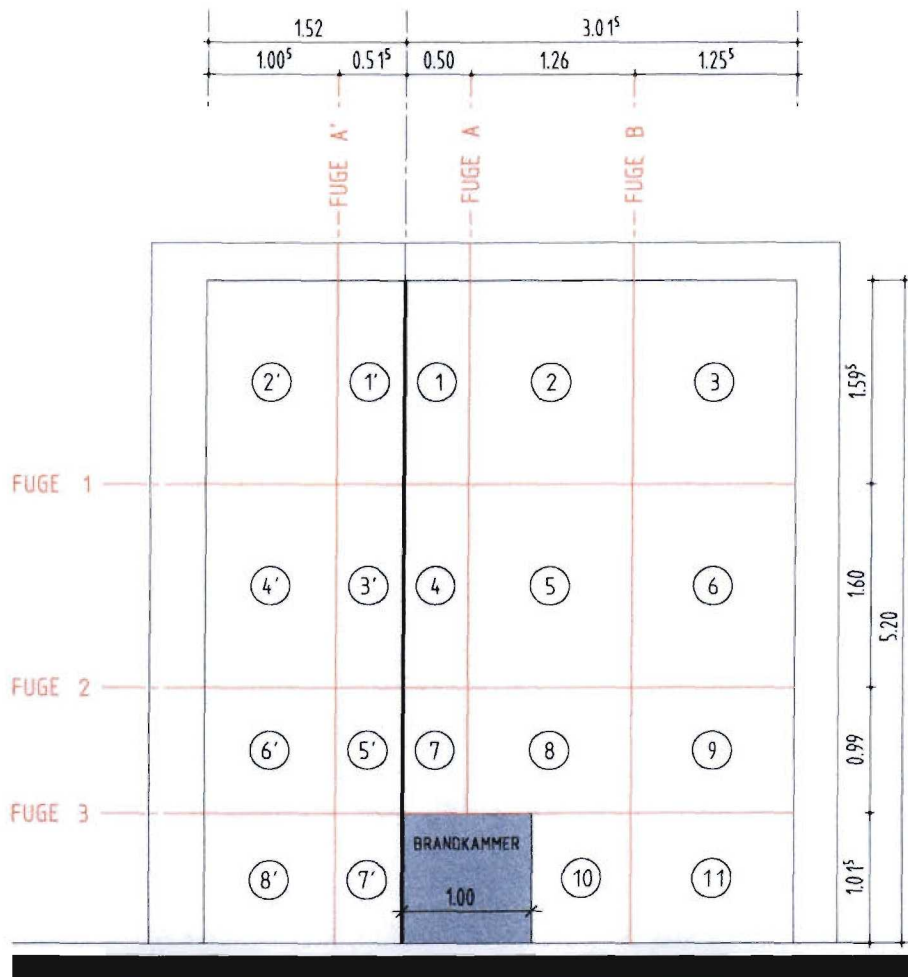 1.52 3.01⁵
1.00⁵ 0.51⁵ 0.50 1.26 1.25⁵
FUGE A' FUGE A FUGE B
2' 1' 1 2 3
1.59⁵
FUGE 1
4' 3' 4 5 6
1.60
5.20
FUGE 2
6' 5' 7 8 9
0.99
FUGE 3
BRANDKAMMER
8' 7' 10 11
1.01⁵
1.00